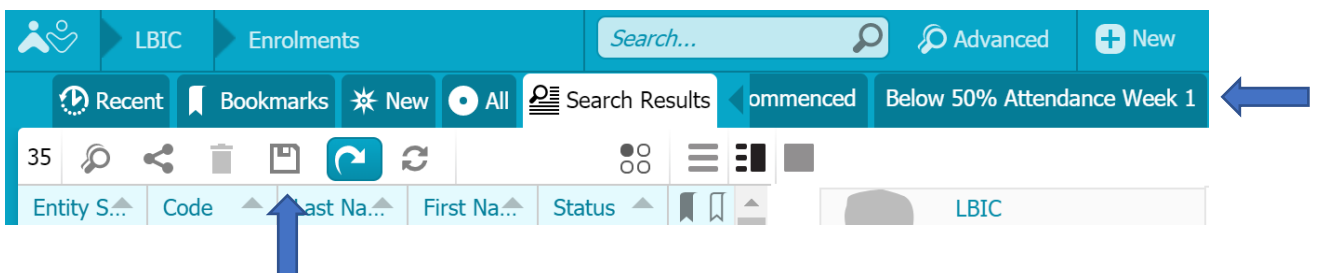 LBIC Enrolments Search... Advanced New
Recent Bookmarks New All Search Results ommenced Below 50% Attendance Week 1
35
Entity S... Code Last Na... First Na... Status LBIC